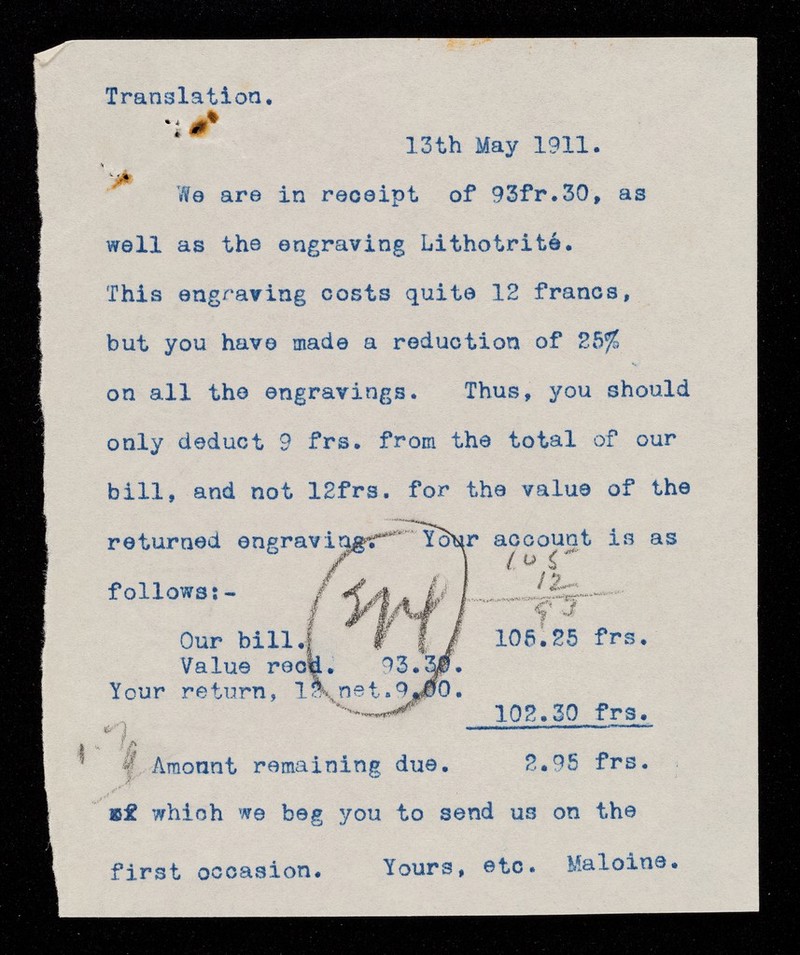 Translation.
13th May 1911.
We are in receipt of 93fr.30, as
well as the engraving Lithotrité.
This engraving costs quite 12 francs,
but you have made a reduction of 25%
on all the engravings. Thus, you should
only deduct 9 frs. from the total of our
bill, and not 12frs. for the value of the
returned engraving. Your account is as
105
12
93
follows:-
Our bill. 105.25 frs.
Value recd. 93.30.
Your return, 12 net.9.00.
102.30 frs.
Amonnt remaining due. 2.95 frs.
which we beg you to send us on the
first occasion. Yours, etc. Maloine.